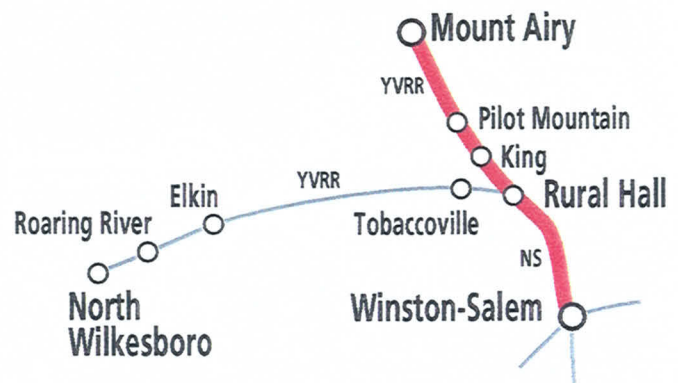 Mount Airy
YVRR
Pilot Mountain
King
YVRR
Elkin
Rural Hall
Tobaccoville
Roaring River
NS
North
Wilkesboro
Winston-Salem